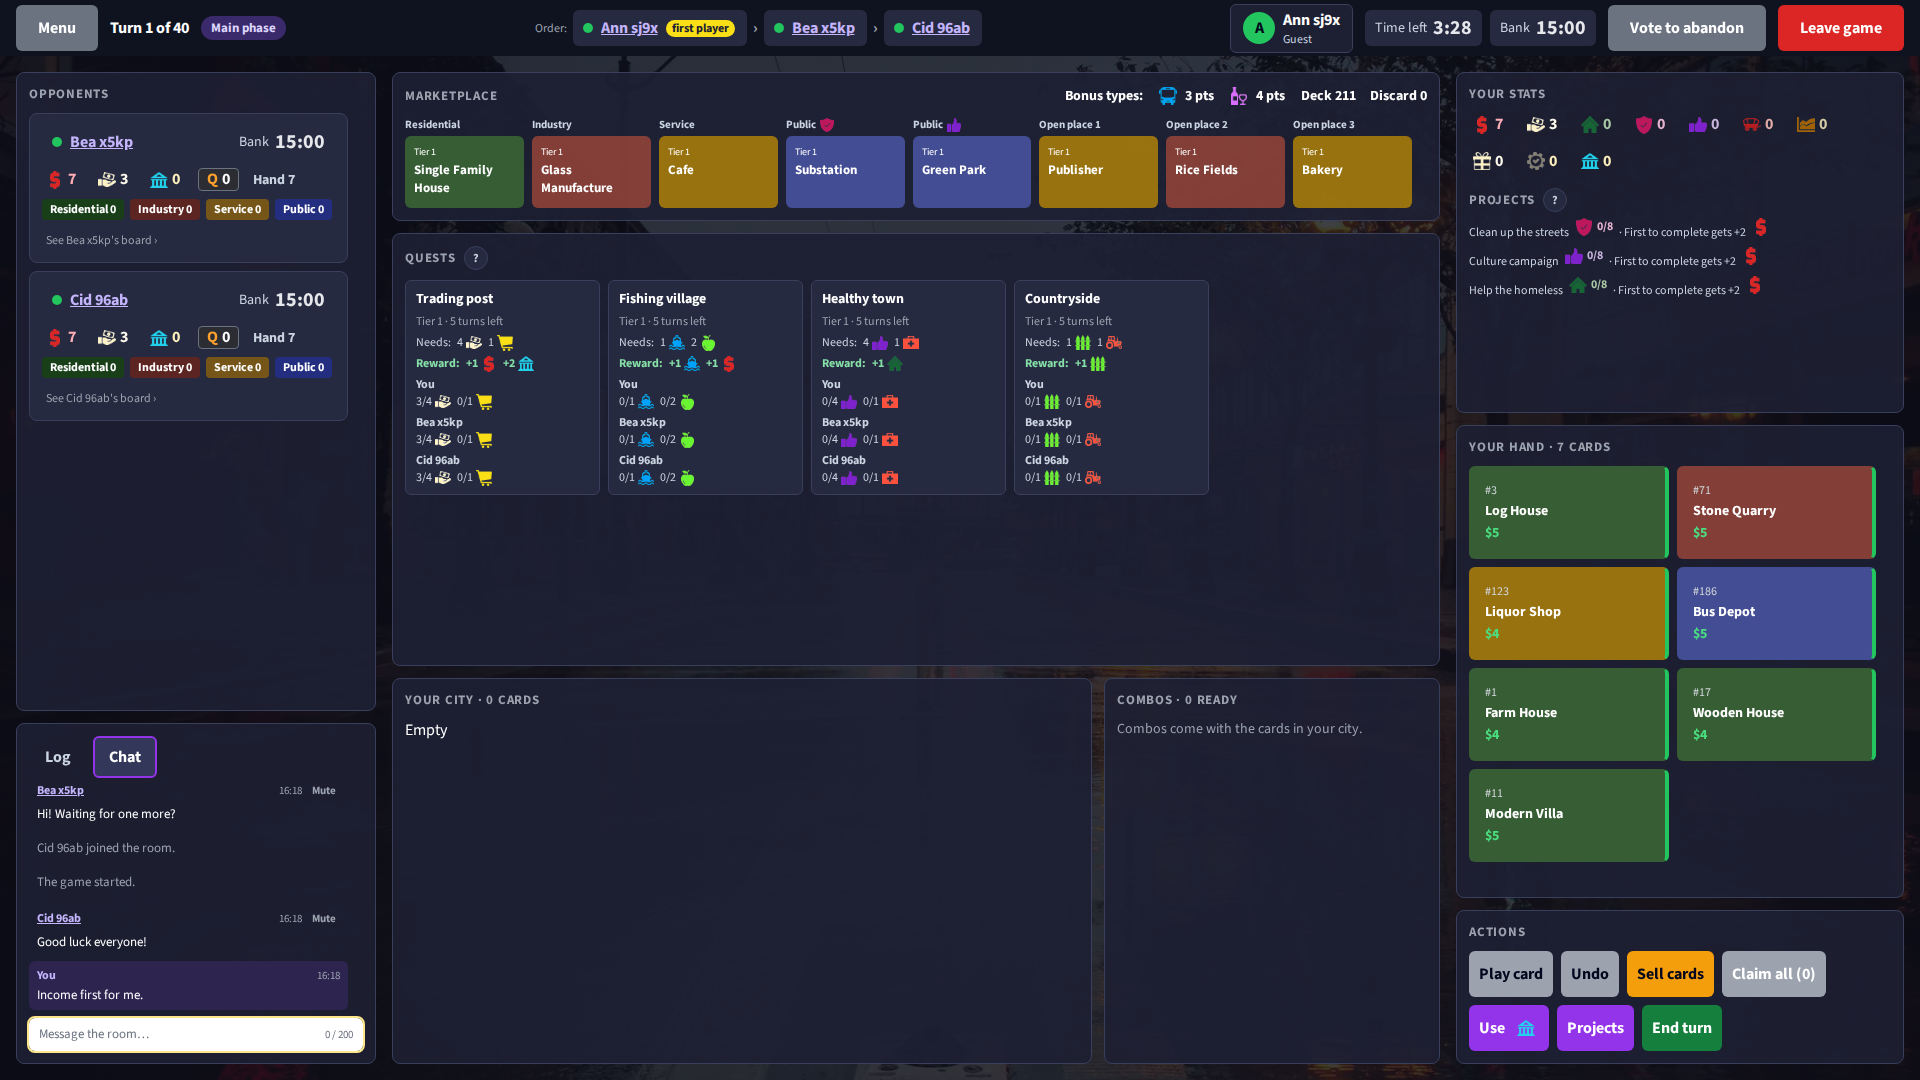 Menu
Turn 1 of 40
Main phase
Order:
Ann sj9x first player › Bea x5kp › Cid 96ab
A
Ann sj9x
Guest
Time left 3:28
Bank 15:00
Vote to abandon
Leave game
OPPONENTS
Bea x5kp
Bank 15:00
7 3 0 Q 0 Hand 7
Residential 0 Industry 0 Service 0 Public 0
See Bea x5kp's board ›
Cid 96ab
Bank 15:00
7 3 0 Q 0 Hand 7
Residential 0 Industry 0 Service 0 Public 0
See Cid 96ab's board ›
Log
Chat
Bea x5kp 16:18 Mute
Hi! Waiting for one more?
Cid 96ab joined the room.
The game started.
Cid 96ab 16:18 Mute
Good luck everyone!
You 16:18
Income first for me.
Message the room… 0 / 200
MARKETPLACE
Bonus types: 3 pts 4 pts Deck 211 Discard 0
Residential
Tier 1
Single Family House
Industry
Tier 1
Glass Manufacture
Service
Tier 1
Cafe
Public
Tier 1
Substation
Public
Tier 1
Green Park
Open place 1
Tier 1
Publisher
Open place 2
Tier 1
Rice Fields
Open place 3
Tier 1
Bakery
QUESTS ?
Trading post
Tier 1 · 5 turns left
Needs: 4 1
Reward: +1 +2
You
3/4 0/1
Bea x5kp
3/4 0/1
Cid 96ab
3/4 0/1
Fishing village
Tier 1 · 5 turns left
Needs: 1 2
Reward: +1 +1
You
0/1 0/2
Bea x5kp
0/1 0/2
Cid 96ab
0/1 0/2
Healthy town
Tier 1 · 5 turns left
Needs: 4 1
Reward: +1
You
0/4 0/1
Bea x5kp
0/4 0/1
Cid 96ab
0/4 0/1
Countryside
Tier 1 · 5 turns left
Needs: 1 1
Reward: +1
You
0/1 0/1
Bea x5kp
0/1 0/1
Cid 96ab
0/1 0/1
YOUR CITY · 0 CARDS
Empty
COMBOS · 0 READY
Combos come with the cards in your city.
YOUR STATS
7 3 0 0 0 0 0
0 0 0
PROJECTS ?
Clean up the streets 0/8 · First to complete gets +2
Culture campaign 0/8 · First to complete gets +2
Help the homeless 0/8 · First to complete gets +2
YOUR HAND · 7 CARDS
#3
Log House
$5
#71
Stone Quarry
$5
#123
Liquor Shop
$4
#186
Bus Depot
$5
#1
Farm House
$4
#17
Wooden House
$4
#11
Modern Villa
$5
ACTIONS
Play card
Undo
Sell cards
Claim all (0)
Use
Projects
End turn